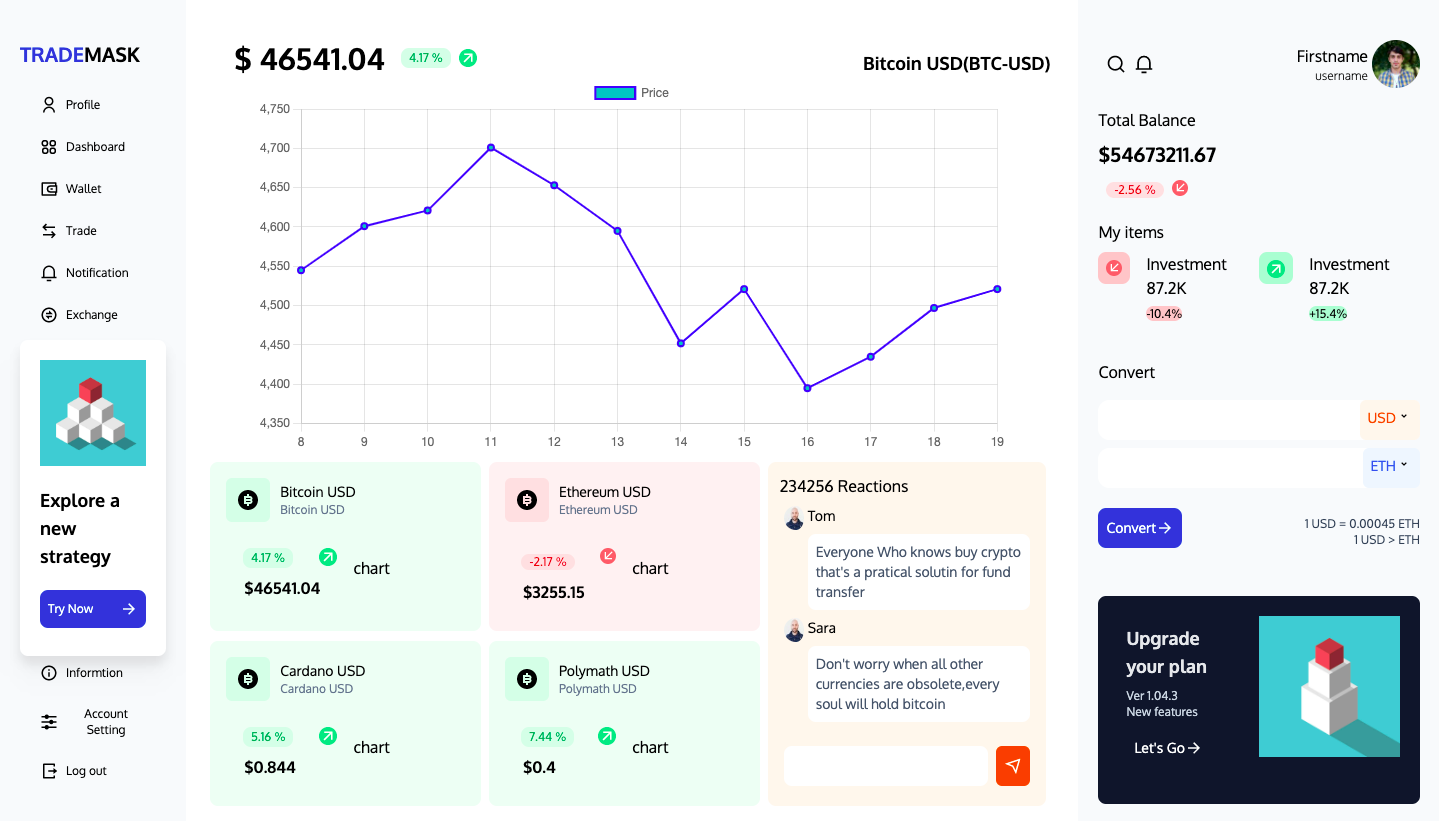 TRADEMASK
Profile
Dashboard
Wallet
Trade
Notification
Exchange
Explore a
new
strategy
Try Now
Informtion
Account
Setting
Log out
$ 46541.04
4.17 %
Bitcoin USD(BTC-USD)
Price
4,750
4,700
4,650
4,600
4,550
4,500
4,450
4,400
4,350
8 9 10 11 12 13 14 15 16 17 18 19
Bitcoin USD
Bitcoin USD
4.17 %
chart
$46541.04
Ethereum USD
Ethereum USD
-2.17 %
chart
$3255.15
Cardano USD
Cardano USD
5.16 %
chart
$0.844
Polymath USD
Polymath USD
7.44 %
chart
$0.4
234256 Reactions
Tom
Everyone Who knows buy crypto
that's a pratical solutin for fund
transfer
Sara
Don't worry when all other
currencies are obsolete,every
soul will hold bitcoin
Firstname
username
Total Balance
$54673211.67
-2.56 %
My items
Investment
87.2K
-10.4%
Investment
87.2K
+15.4%
Convert
USD
ETH
Convert
1 USD = 0.00045 ETH
1 USD > ETH
Upgrade
your plan
Ver 1.04.3
New features
Let's Go